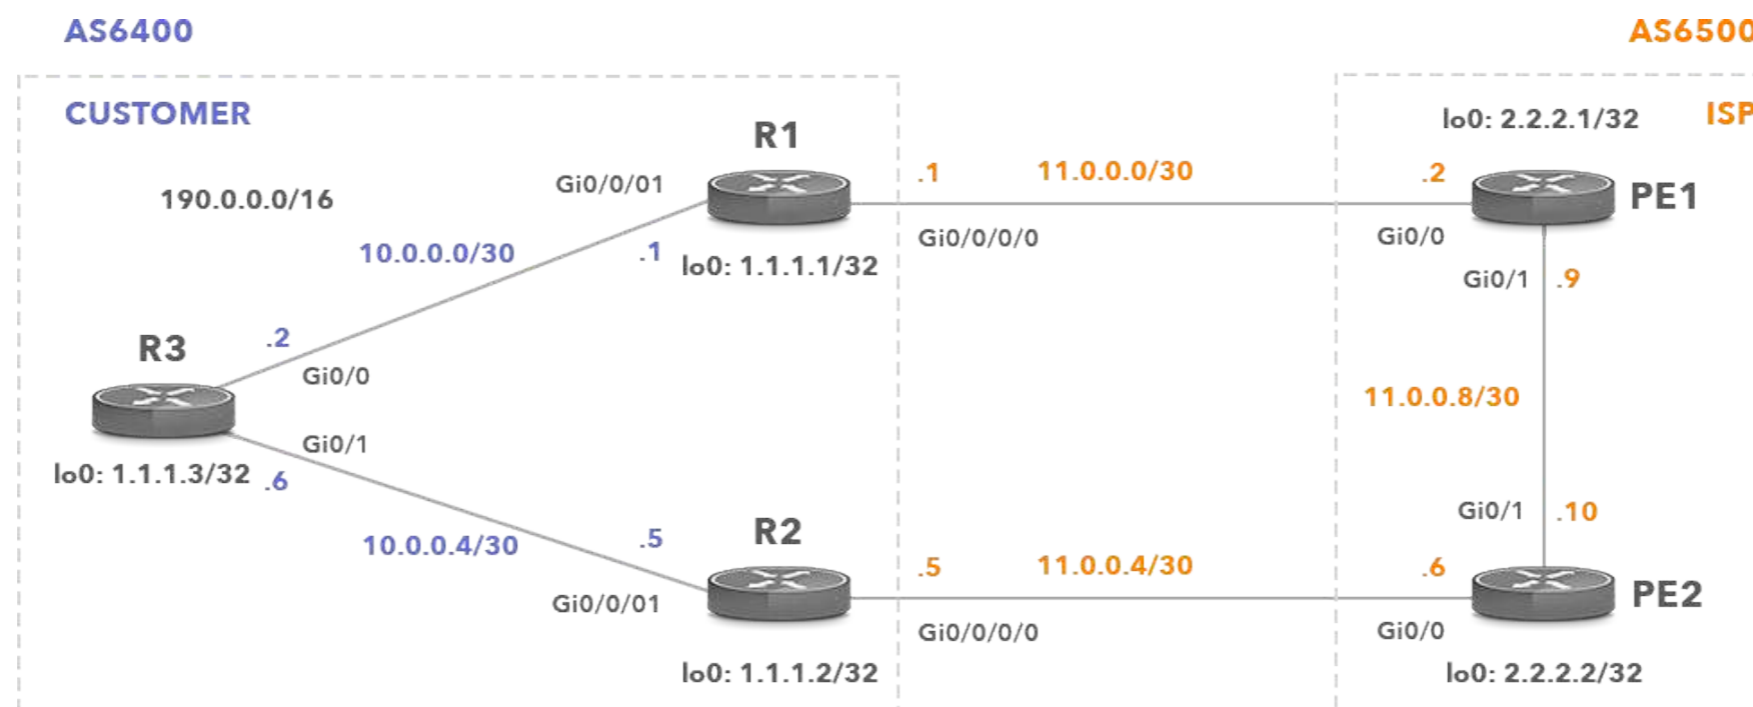 AS6400
AS6500
CUSTOMER
ISP
lo0: 2.2.2.1/32
R1
190.0.0.0/16
Gi0/0/01
.1
11.0.0.0/30
.2
PE1
10.0.0.0/30
.1
lo0: 1.1.1.1/32
Gi0/0/0/0
Gi0/0
Gi0/1
.9
R3
.2
Gi0/0
11.0.0.8/30
Gi0/1
lo0: 1.1.1.3/32
.6
Gi0/1
.10
10.0.0.4/30
.5
R2
.5
11.0.0.4/30
.6
PE2
Gi0/0/01
Gi0/0/0/0
Gi0/0
lo0: 1.1.1.2/32
lo0: 2.2.2.2/32